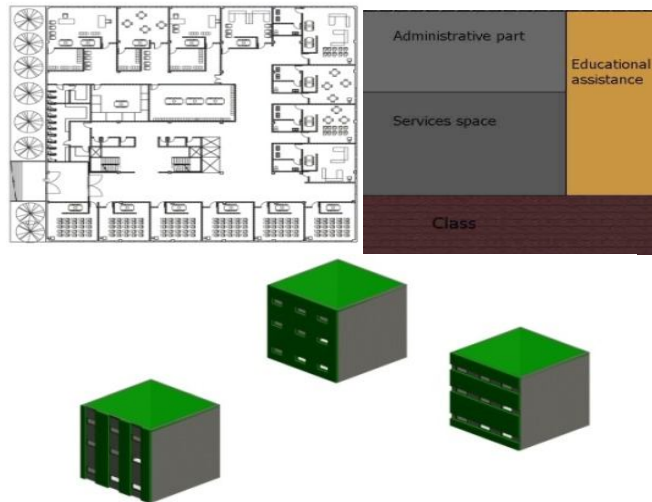 Administrative part
Educational
assistance
Services space
Class